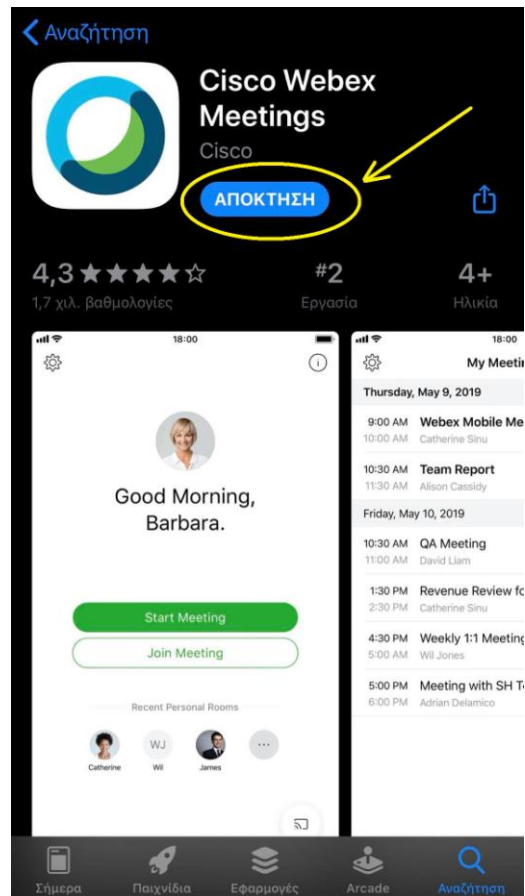 Αναζήτηση
Cisco Webex
Meetings
Cisco
ΑΠΟΚΤΗΣΗ
4,3
1,7 χιλ. βαθμολογίες
#2
Εργασία
4+
Ηλικία
18:00
Good Morning,
Barbara.
Start Meeting
Join Meeting
Recent Personal Rooms
WJ
Catherine
Wil
James
18:00
My Meetin
Thursday, May 9, 2019
9:00 AM Webex Mobile Me
10:00 AM Catherine Sinu
10:30 AM Team Report
11:30 AM Alison Cassidy
Friday, May 10, 2019
10:30 AM QA Meeting
11:00 AM David Liam
1:30 PM Revenue Review fo
2:30 PM Catherine Sinu
4:30 PM Weekly 1:1 Meeting
5:00 AM Wil Jones
5:00 PM Meeting with SH Te
6:00 PM Adrian Delamico
Σήμερα
Παιχνίδια
Εφαρμογές
Arcade
Αναζήτηση